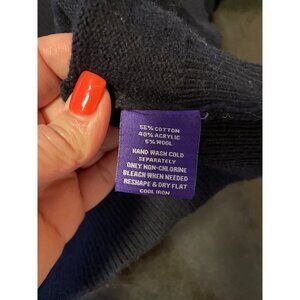 55% COTTON
40% ACRYLIC
5% WOOL
HAND WASH COLD
SEPARATELY
ONLY NON-CHLORINE
BLEACH WHEN NEEDED
RESHAPE & DRY FLAT
COOL IRON